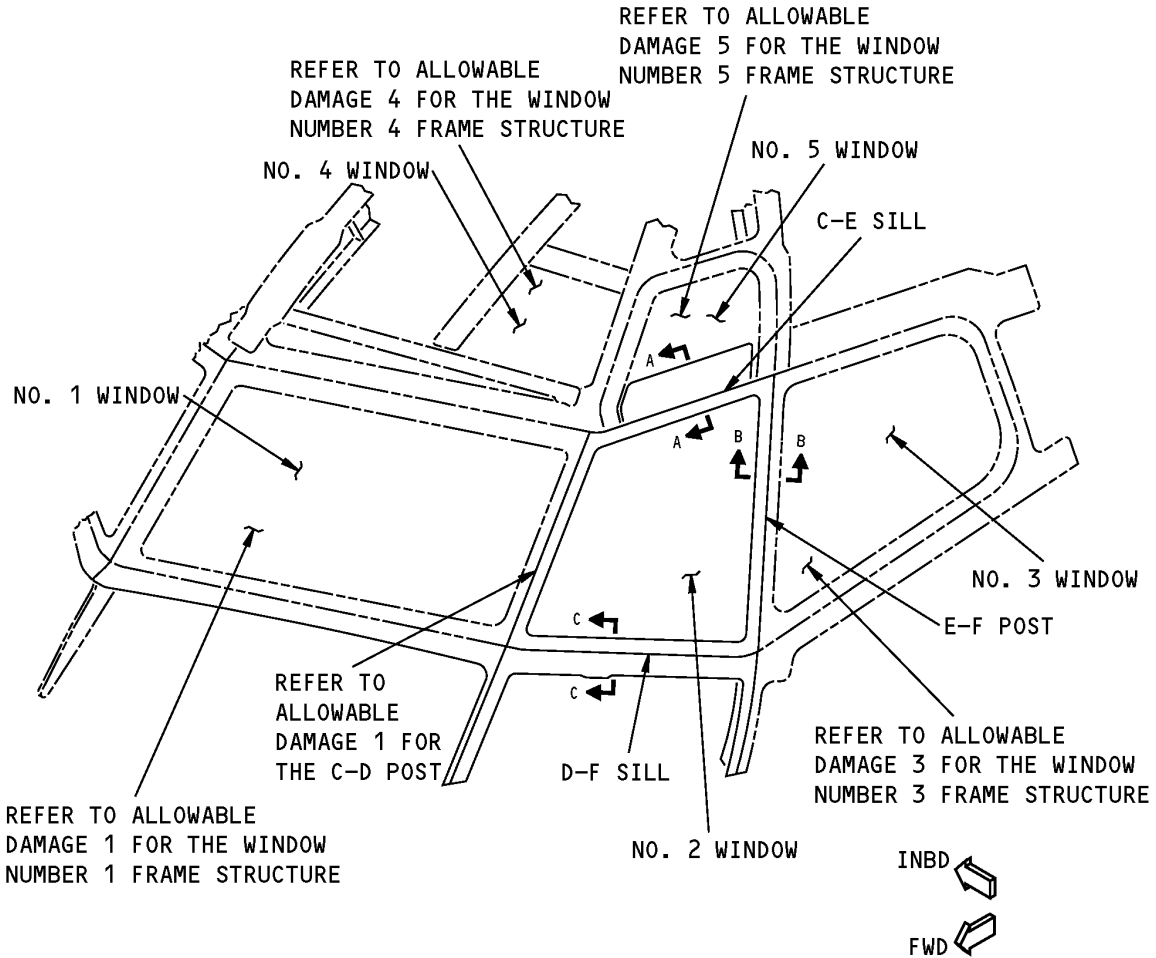 REFER TO ALLOWABLE
DAMAGE 5 FOR THE WINDOW
NUMBER 5 FRAME STRUCTURE
REFER TO ALLOWABLE
DAMAGE 4 FOR THE WINDOW
NUMBER 4 FRAME STRUCTURE
NO. 4 WINDOW
NO. 5 WINDOW
C-E SILL
NO. 1 WINDOW
A
A
B
B
NO. 3 WINDOW
E-F POST
C
C
REFER TO
ALLOWABLE
DAMAGE 1 FOR
THE C-D POST
D-F SILL
REFER TO ALLOWABLE
DAMAGE 3 FOR THE WINDOW
NUMBER 3 FRAME STRUCTURE
REFER TO ALLOWABLE
DAMAGE 1 FOR THE WINDOW
NUMBER 1 FRAME STRUCTURE
NO. 2 WINDOW
INBD
FWD